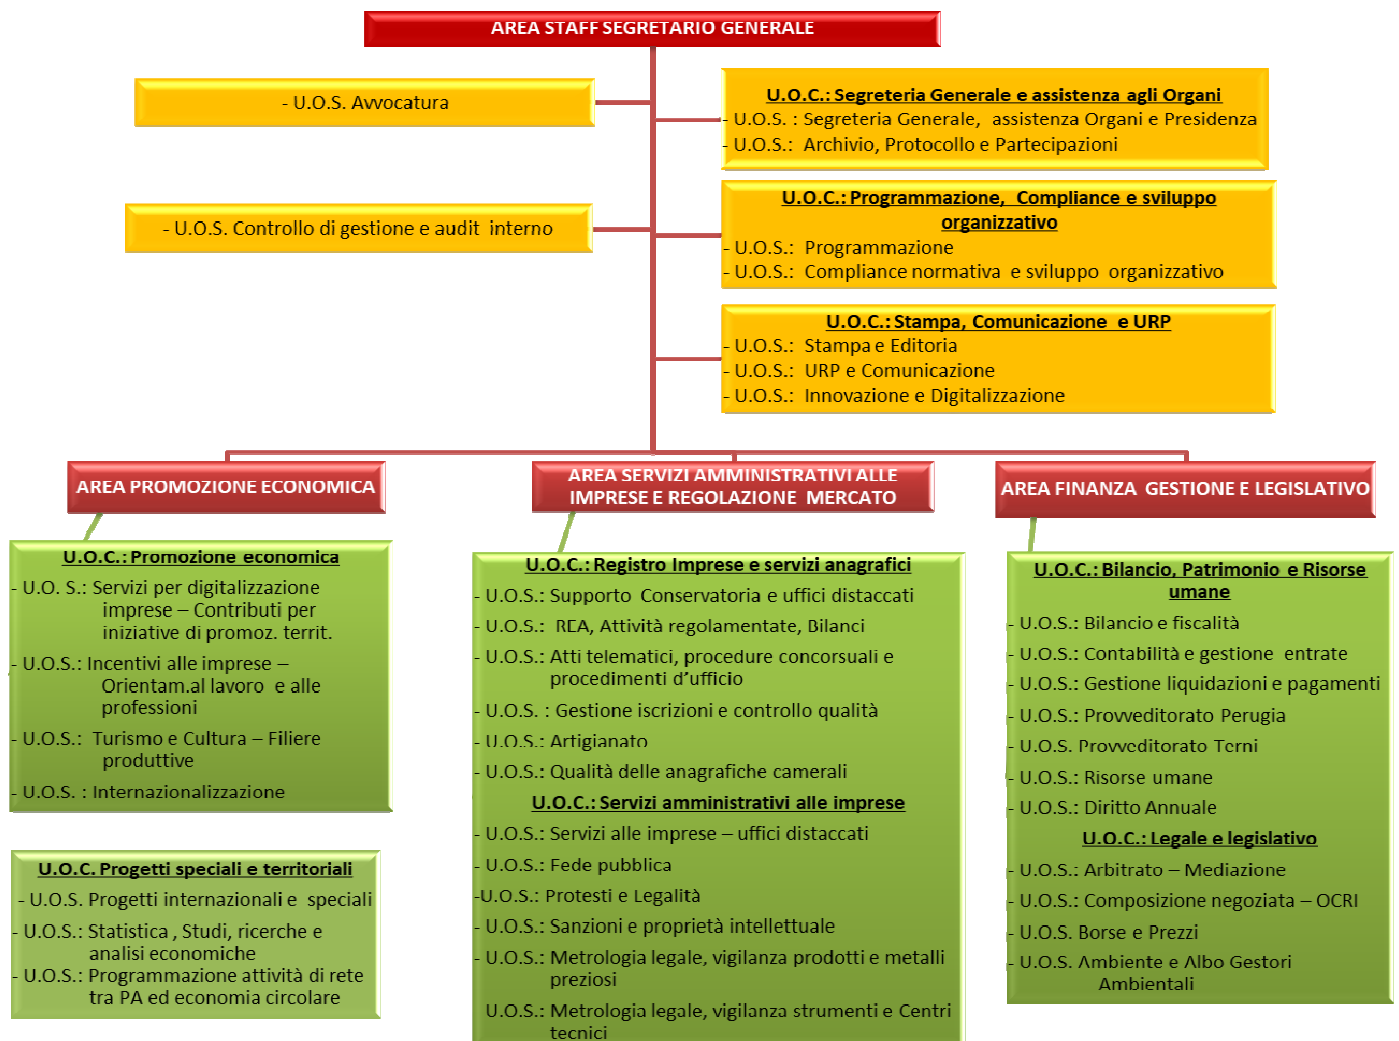 AREA STAFF SEGRETARIO GENERALE
- U.O.S. Avvocatura
U.O.C.: Segreteria Generale e assistenza agli Organi
- U.O.S. : Segreteria Generale, assistenza Organi e Presidenza
- U.O.S.: Archivio, Protocollo e Partecipazioni
- U.O.S. Controllo di gestione e audit interno
U.O.C.: Programmazione, Compliance e sviluppo
organizzativo
- U.O.S.: Programmazione
- U.O.S.: Compliance normativa e sviluppo organizzativo
U.O.C.: Stampa, Comunicazione e URP
- U.O.S.: Stampa e Editoria
- U.O.S.: URP e Comunicazione
- U.O.S.: Innovazione e Digitalizzazione
AREA PROMOZIONE ECONOMICA
U.O.C.: Promozione economica
- U.O. S.: Servizi per digitalizzazione
imprese – Contributi per
iniziative di promoz. territ.
- U.O.S.: Incentivi alle imprese –
Orientam.al lavoro e alle
professioni
- U.O.S.: Turismo e Cultura – Filiere
produttive
- U.O.S. : Internazionalizzazione
U.O.C. Progetti speciali e territoriali
- U.O.S. Progetti internazionali e speciali
- U.O.S.: Statistica , Studi, ricerche e
analisi economiche
- U.O.S.: Programmazione attività di rete
tra PA ed economia circolare
AREA SERVIZI AMMINISTRATIVI ALLE
IMPRESE E REGOLAZIONE MERCATO
U.O.C.: Registro Imprese e servizi anagrafici
- U.O.S.: Supporto Conservatoria e uffici distaccati
- U.O.S.: REA, Attività regolamentate, Bilanci
- U.O.S.: Atti telematici, procedure concorsuali e
procedimenti d'ufficio
- U.O.S. : Gestione iscrizioni e controllo qualità
- U.O.S.: Artigianato
- U.O.S.: Qualità delle anagrafiche camerali
U.O.C.: Servizi amministrativi alle imprese
- U.O.S.: Servizi alle imprese – uffici distaccati
- U.O.S.: Fede pubblica
-U.O.S.: Protesti e Legalità
- U.O.S.: Sanzioni e proprietà intellettuale
- U.O.S.: Metrologia legale, vigilanza prodotti e metalli
preziosi
- U.O.S.: Metrologia legale, vigilanza strumenti e Centri
tecnici
AREA FINANZA GESTIONE E LEGISLATIVO
U.O.C.: Bilancio, Patrimonio e Risorse
umane
- U.O.S.: Bilancio e fiscalità
- U.O.S.: Contabilità e gestione entrate
- U.O.S.: Gestione liquidazioni e pagamenti
- U.O.S.: Provveditorato Perugia
- U.O.S. Provveditorato Terni
- U.O.S.: Risorse umane
- U.O.S.: Diritto Annuale
U.O.C.: Legale e legislativo
- U.O.S.: Arbitrato – Mediazione
- U.O.S.: Composizione negoziata – OCRI
- U.O.S. Borse e Prezzi
- U.O.S. Ambiente e Albo Gestori
Ambientali